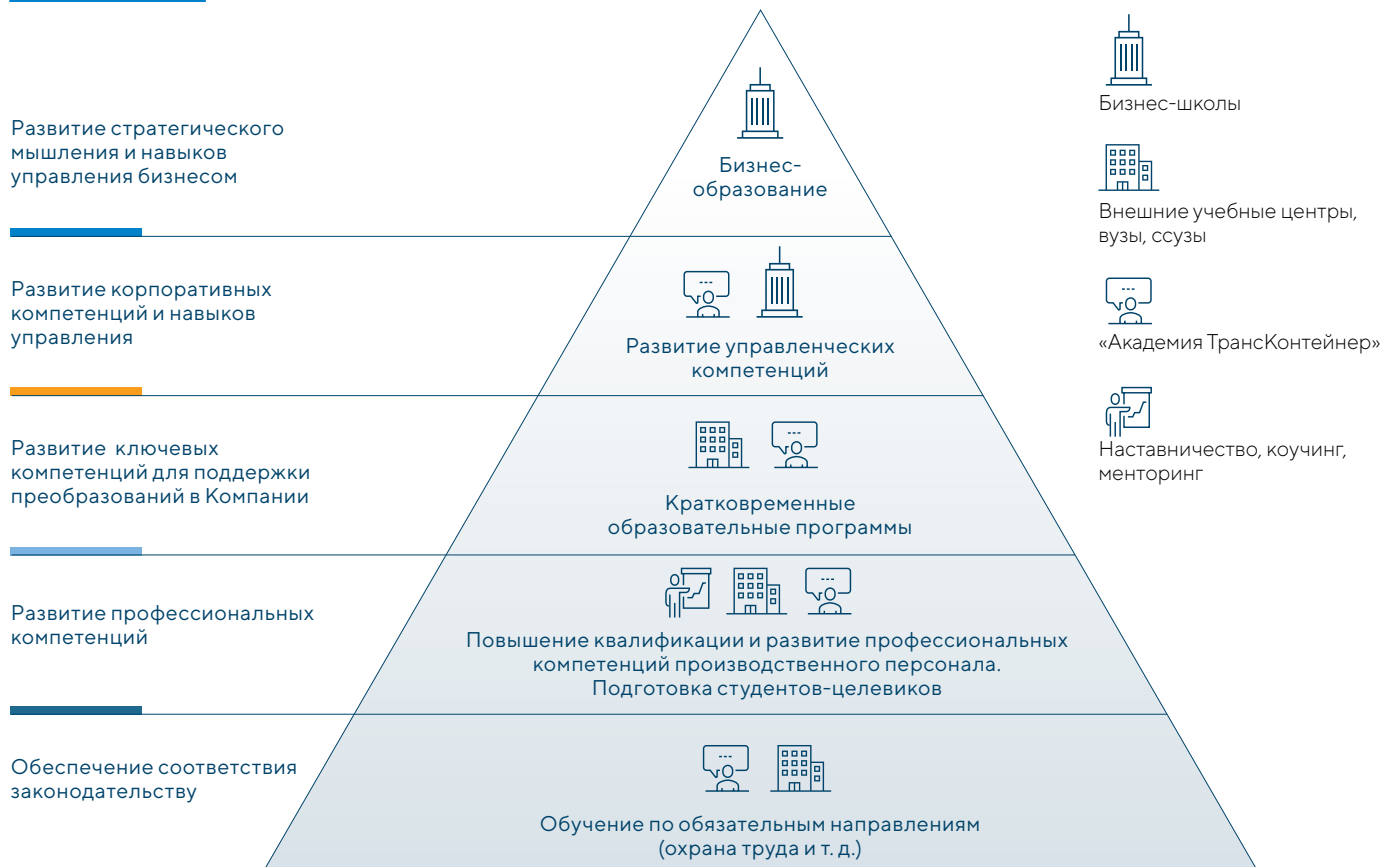 Развитие стратегического
мышления и навыков
управления бизнесом
Бизнес-
образование
Развитие корпоративных
компетенций и навыков
управления
Развитие управленческих
компетенций
Развитие ключевых
компетенций для поддержки
преобразований в Компании
Кратковременные
образовательные программы
Развитие профессиональных
компетенций
Повышение квалификации и развитие профессиональных
компетенций производственного персонала.
Подготовка студентов-целевиков
Обеспечение соответствия
законодательству
Обучение по обязательным направлениям
(охрана труда и т. д.)
Бизнес-школы
Внешние учебные центры,
вузы, ссузы
«Академия ТрансКонтейнер»
Наставничество, коучинг,
менторинг